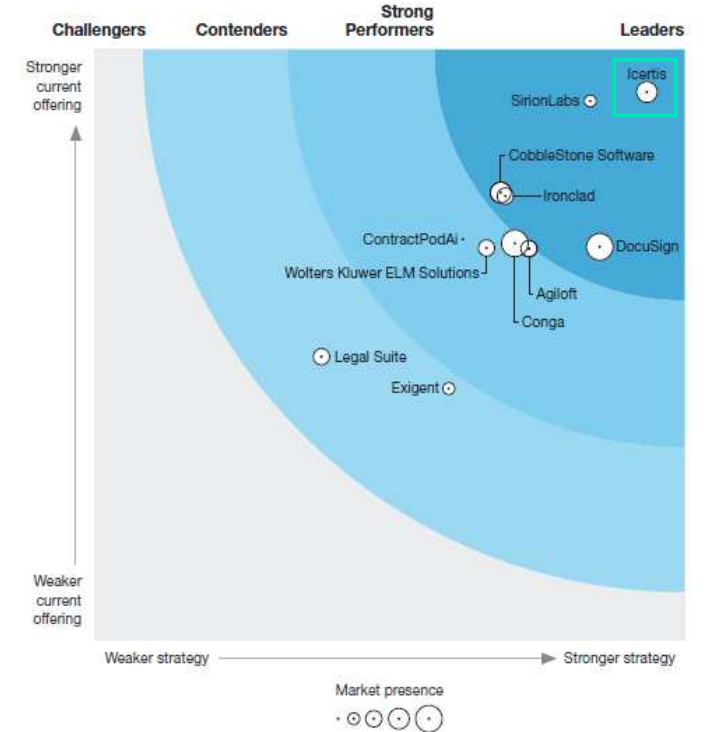 Challengers
Contenders
Strong
Performers
Leaders
Stronger
current
offering
Icertis
SirionLabs
CobbleStone Software
Ironclad
ContractPodAi
DocuSign
Wolters Kluwer ELM Solutions
Agiloft
Conga
Legal Suite
Exigent
Weaker
current
offering
Weaker strategy
Stronger strategy
Market presence